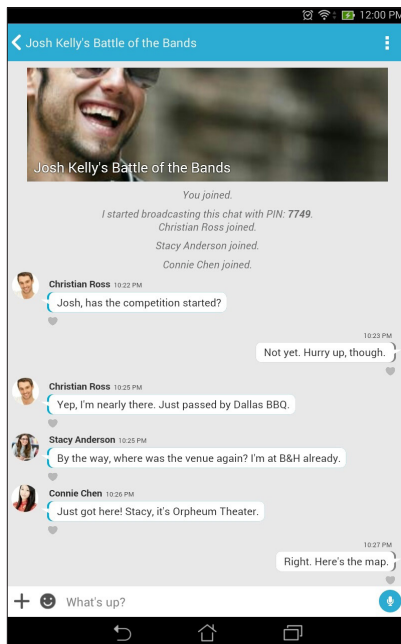 12:00 PM
Josh Kelly's Battle of the Bands
Josh Kelly's Battle of the Bands
You joined.
I started broadcasting this chat with PIN: 7749.
Christian Ross joined.
Stacy Anderson joined.
Connie Chen joined.
Christian Ross 10:22 PM
Josh, has the competition started?
10:23 PM
Not yet. Hurry up, though.
Christian Ross 10:25 PM
Yep, I'm nearly there. Just passed by Dallas BBQ.
Stacy Anderson 10:25 PM
By the way, where was the venue again? I'm at B&H already.
Connie Chen 10:26 PM
Just got here! Stacy, it's Orpheum Theater.
10:27 PM
Right. Here's the map.
What's up?